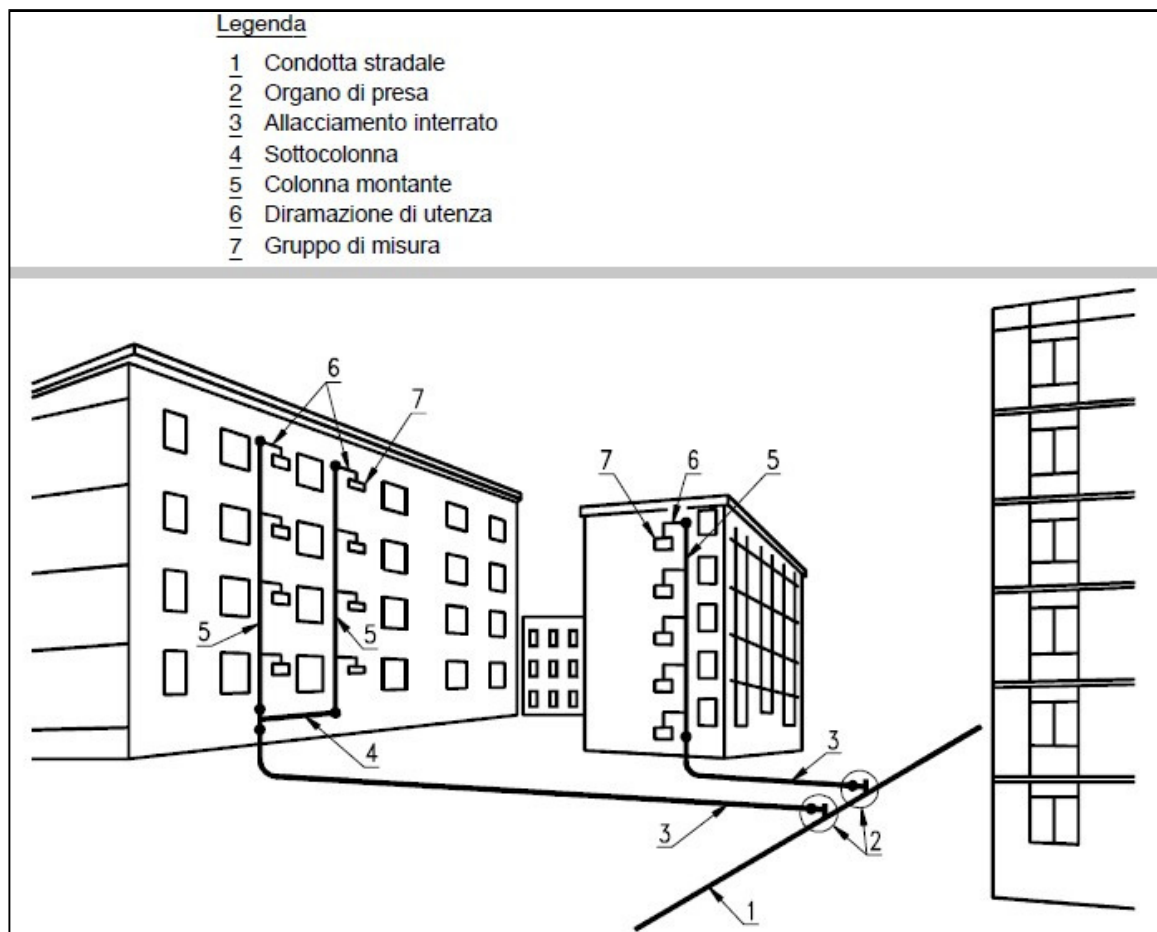 Legenda
1 Condotta stradale
2 Organo di presa
3 Allacciamento interrato
4 Sottocolonna
5 Colonna montante
6 Diramazione di utenza
7 Gruppo di misura
6
7
7
6
5
5
5
4
3
3
2
1